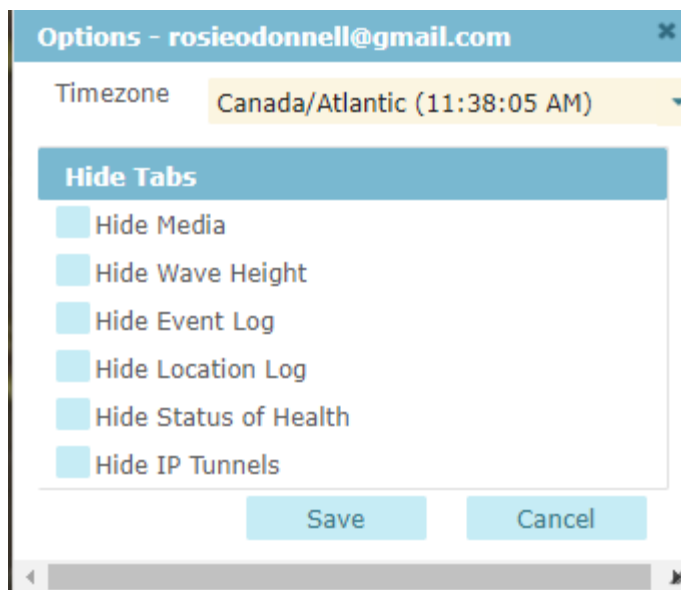 Options - rosieodonnell@gmail.com
Timezone Canada/Atlantic (11:38:05 AM)
Hide Tabs
Hide Media
Hide Wave Height
Hide Event Log
Hide Location Log
Hide Status of Health
Hide IP Tunnels
Save Cancel